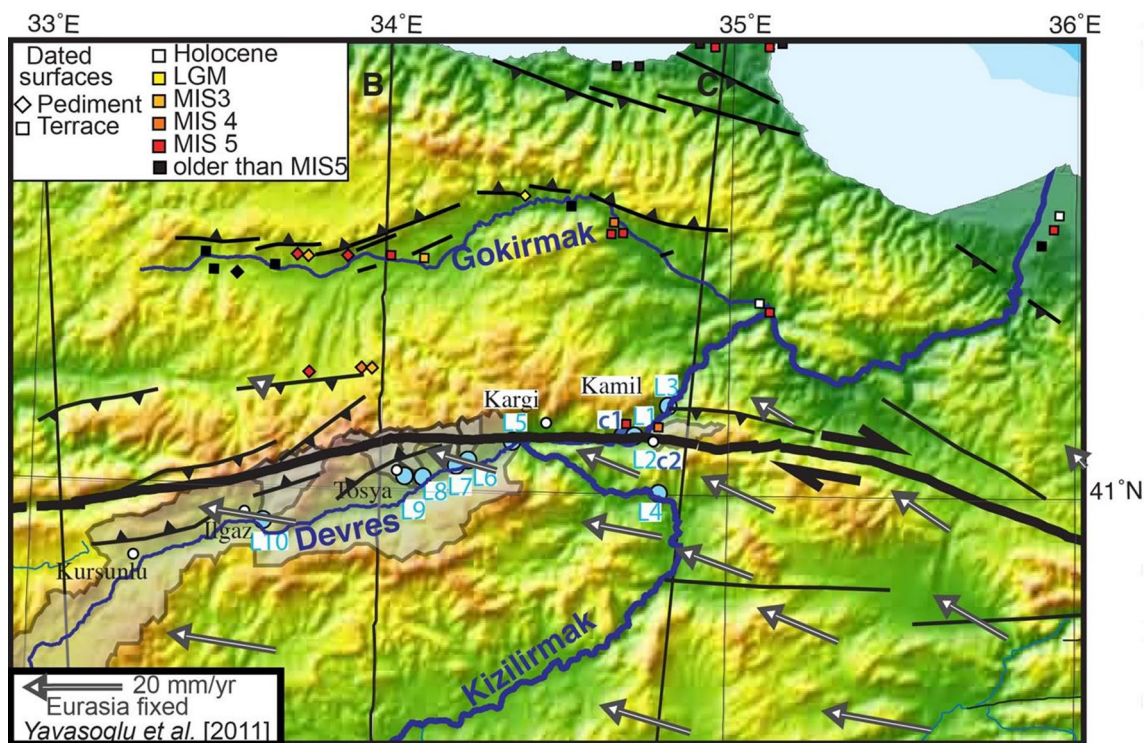 33°E 34°E 35°E 36°E
Dated
surfaces
Pediment
Terrace
Holocene
LGM
MIS3
MIS 4
MIS 5
older than MIS5
B
C
Gokirmak
Kargi
Kamil
L3
L5
c1
L1
L2
c2
L6
L7
L8
L9
L4
41°N
Tosya
Ilgaz
L10
Devres
Kursunlu
Kizilirmak
20 mm/yr
Eurasia fixed
Yavasoglu et al. [2011]